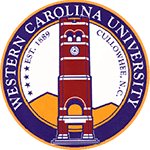 WESTERN CAROLINA UNIVERSITY
EST. 1889
CULLOWHEE, N.C.